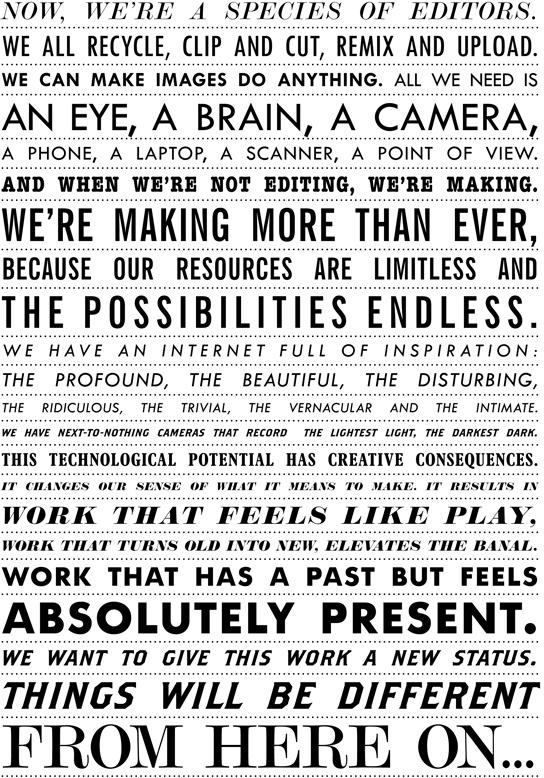 NOW, WE'RE A SPECIES OF EDITORS.
WE ALL RECYCLE, CLIP AND CUT, REMIX AND UPLOAD.
WE CAN MAKE IMAGES DO ANYTHING. ALL WE NEED IS
AN EYE, A BRAIN, A CAMERA,
A PHONE, A LAPTOP, A SCANNER, A POINT OF VIEW.
AND WHEN WE'RE NOT EDITING, WE'RE MAKING.
WE'RE MAKING MORE THAN EVER,
BECAUSE OUR RESOURCES ARE LIMITLESS AND
THE POSSIBILITIES ENDLESS.
WE HAVE AN INTERNET FULL OF INSPIRATION:
THE PROFOUND, THE BEAUTIFUL, THE DISTURBING,
THE RIDICULOUS, THE TRIVIAL, THE VERNACULAR AND THE INTIMATE.
WE HAVE NEXT-TO-NOTHING CAMERAS THAT RECORD THE LIGHTEST LIGHT, THE DARKEST DARK.
THIS TECHNOLOGICAL POTENTIAL HAS CREATIVE CONSEQUENCES.
IT CHANGES OUR SENSE OF WHAT IT MEANS TO MAKE. IT RESULTS IN
WORK THAT FEELS LIKE PLAY,
WORK THAT TURNS OLD INTO NEW, ELEVATES THE BANAL.
WORK THAT HAS A PAST BUT FEELS
ABSOLUTELY PRESENT.
WE WANT TO GIVE THIS WORK A NEW STATUS.
THINGS WILL BE DIFFERENT
FROM HERE ON...